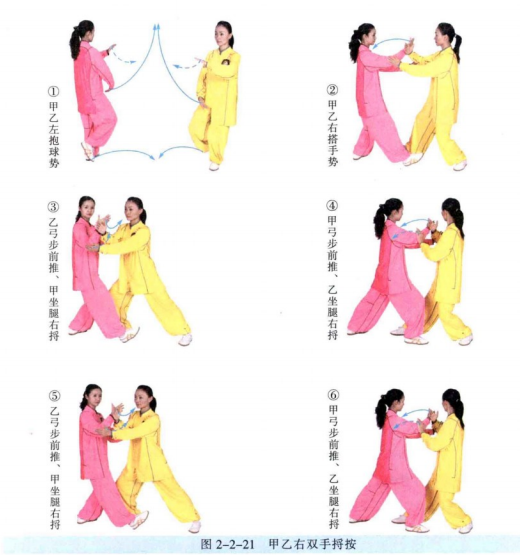 ① 甲乙左抱球势
② 甲乙右搭手势
③ 乙弓步前推、甲坐腿右捋
④ 甲弓步前推、乙坐腿右捋
⑤ 乙弓步前推、甲坐腿右捋
⑥ 甲弓步前推、乙坐腿右捋
图 2-2-21 甲乙右双手捋按